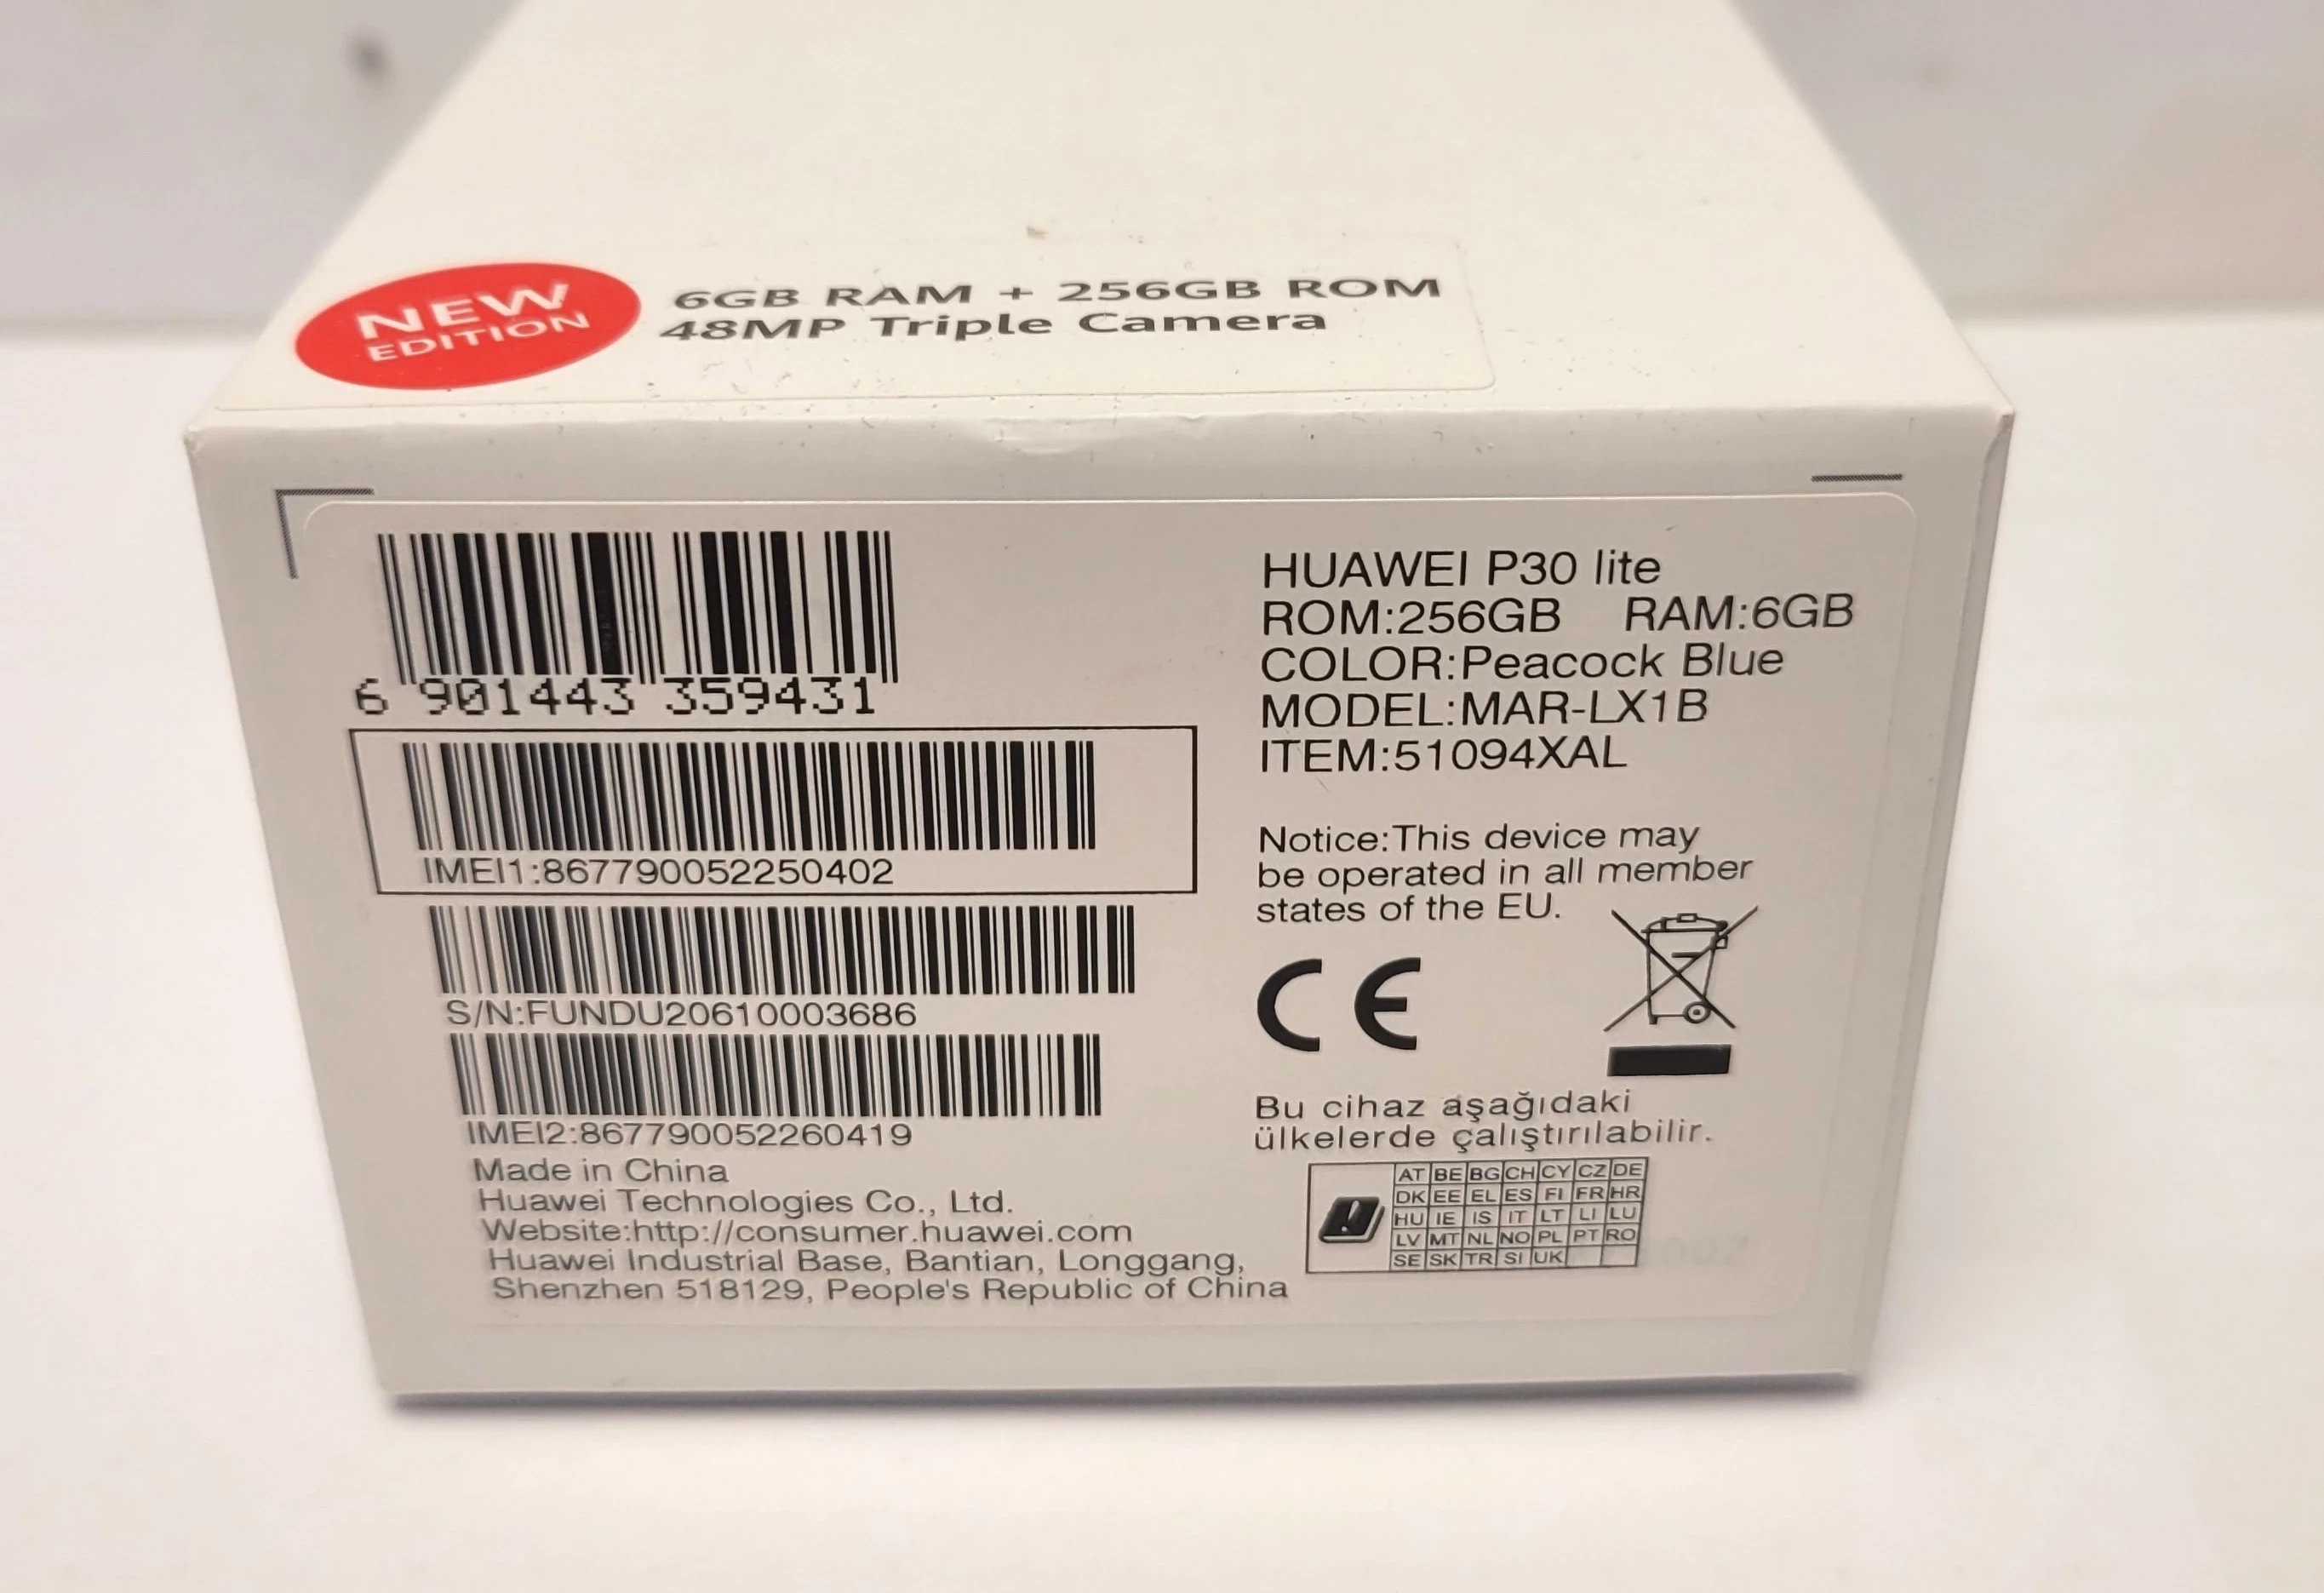 NEW
EDITION
6GB RAM + 256GB ROM
48MP Triple Camera
6 901443 359431
IMEI1:867790052250402
S/N:FUNDU20610003686
IMEI2:867790052260419
Made in China
Huawei Technologies Co., Ltd.
Website:http://consumer.huawei.com
Huawei Industrial Base, Bantian, Longgang,
Shenzhen 518129, People's Republic of China
HUAWEI P30 lite
ROM:256GB RAM:6GB
COLOR:Peacock Blue
MODEL:MAR-LX1B
ITEM:51094XAL
Notice:This device may
be operated in all member
states of the EU.
CE
Bu cihaz aşağıdaki
ülkelerde çalıştırılabilir.
AT BE BG CH CY CZ DE
DK EE EL ES FI FR HR
HU IE IS IT LT LI LU
LV MT NL NO PL PT RO
SE SK TR SI UK